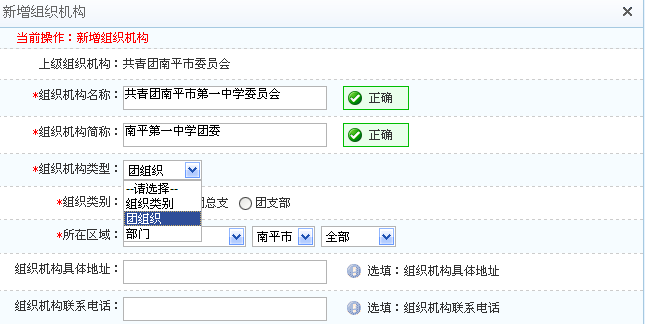 新增组织机构
当前操作：新增组织机构
上级组织机构：共青团南平市委员会
*组织机构名称：共青团南平市第一中学委员会 正确
*组织机构简称：南平第一中学团委 正确
*组织机构类型：团组织
--请选择--
*组织类别：组织类别 总支 团支部
团组织
*所在区域：部门 南平市 全部
组织机构具体地址： 选填：组织机构具体地址
组织机构联系电话： 选填：组织机构联系电话